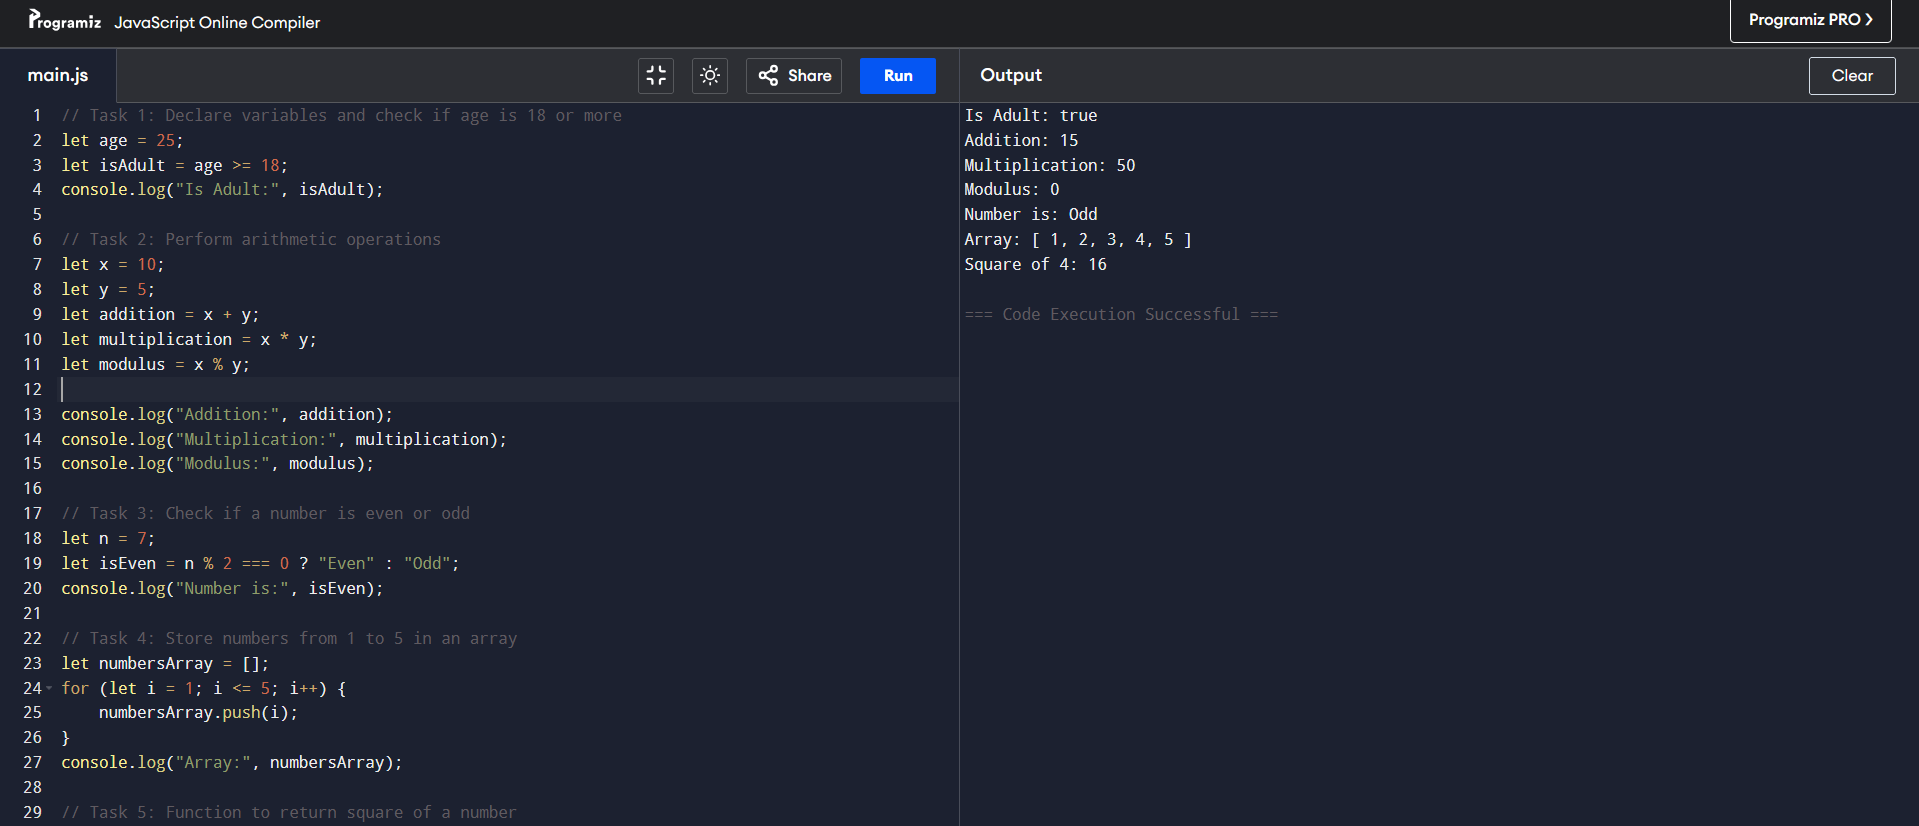 Programiz JavaScript Online Compiler
Programiz PRO ❯
main.js
Share
Run
Output
Clear
1 // Task 1: Declare variables and check if age is 18 or more
2 let age = 25;
3 let isAdult = age >= 18;
4 console.log("Is Adult:", isAdult);
5
6 // Task 2: Perform arithmetic operations
7 let x = 10;
8 let y = 5;
9 let addition = x + y;
10 let multiplication = x * y;
11 let modulus = x % y;
12
13 console.log("Addition:", addition);
14 console.log("Multiplication:", multiplication);
15 console.log("Modulus:", modulus);
16
17 // Task 3: Check if a number is even or odd
18 let n = 7;
19 let isEven = n % 2 === 0 ? "Even" : "Odd";
20 console.log("Number is:", isEven);
21
22 // Task 4: Store numbers from 1 to 5 in an array
23 let numbersArray = [];
24 for (let i = 1; i <= 5; i++) {
25     numbersArray.push(i);
26 }
27 console.log("Array:", numbersArray);
28
29 // Task 5: Function to return square of a number
Is Adult: true
Addition: 15
Multiplication: 50
Modulus: 0
Number is: Odd
Array: [ 1, 2, 3, 4, 5 ]
Square of 4: 16
=== Code Execution Successful ===